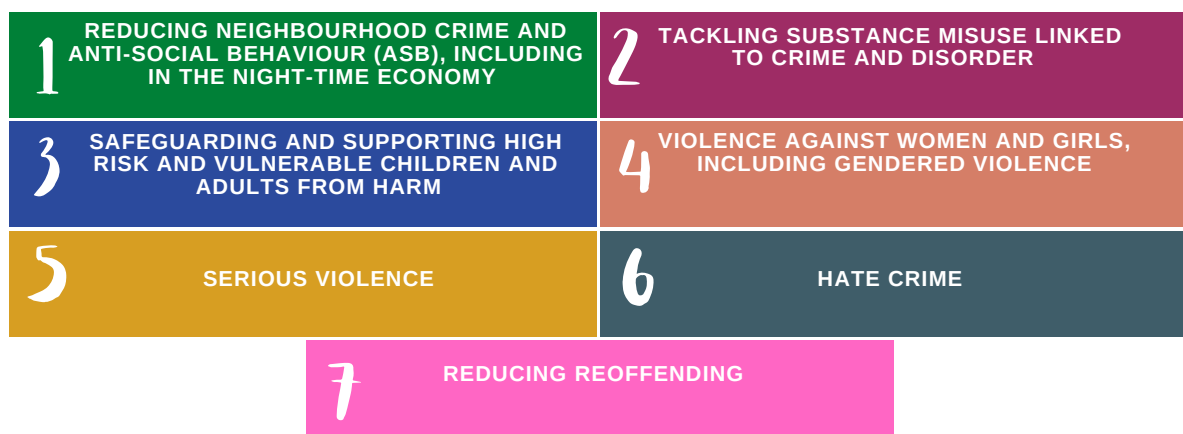 1
REDUCING NEIGHBOURHOOD CRIME AND
ANTI-SOCIAL BEHAVIOUR (ASB), INCLUDING
IN THE NIGHT-TIME ECONOMY
2
TACKLING SUBSTANCE MISUSE LINKED
TO CRIME AND DISORDER
3
SAFEGUARDING AND SUPPORTING HIGH
RISK AND VULNERABLE CHILDREN AND
ADULTS FROM HARM
4
VIOLENCE AGAINST WOMEN AND GIRLS,
INCLUDING GENDERED VIOLENCE
5
SERIOUS VIOLENCE
6
HATE CRIME
7
REDUCING REOFFENDING